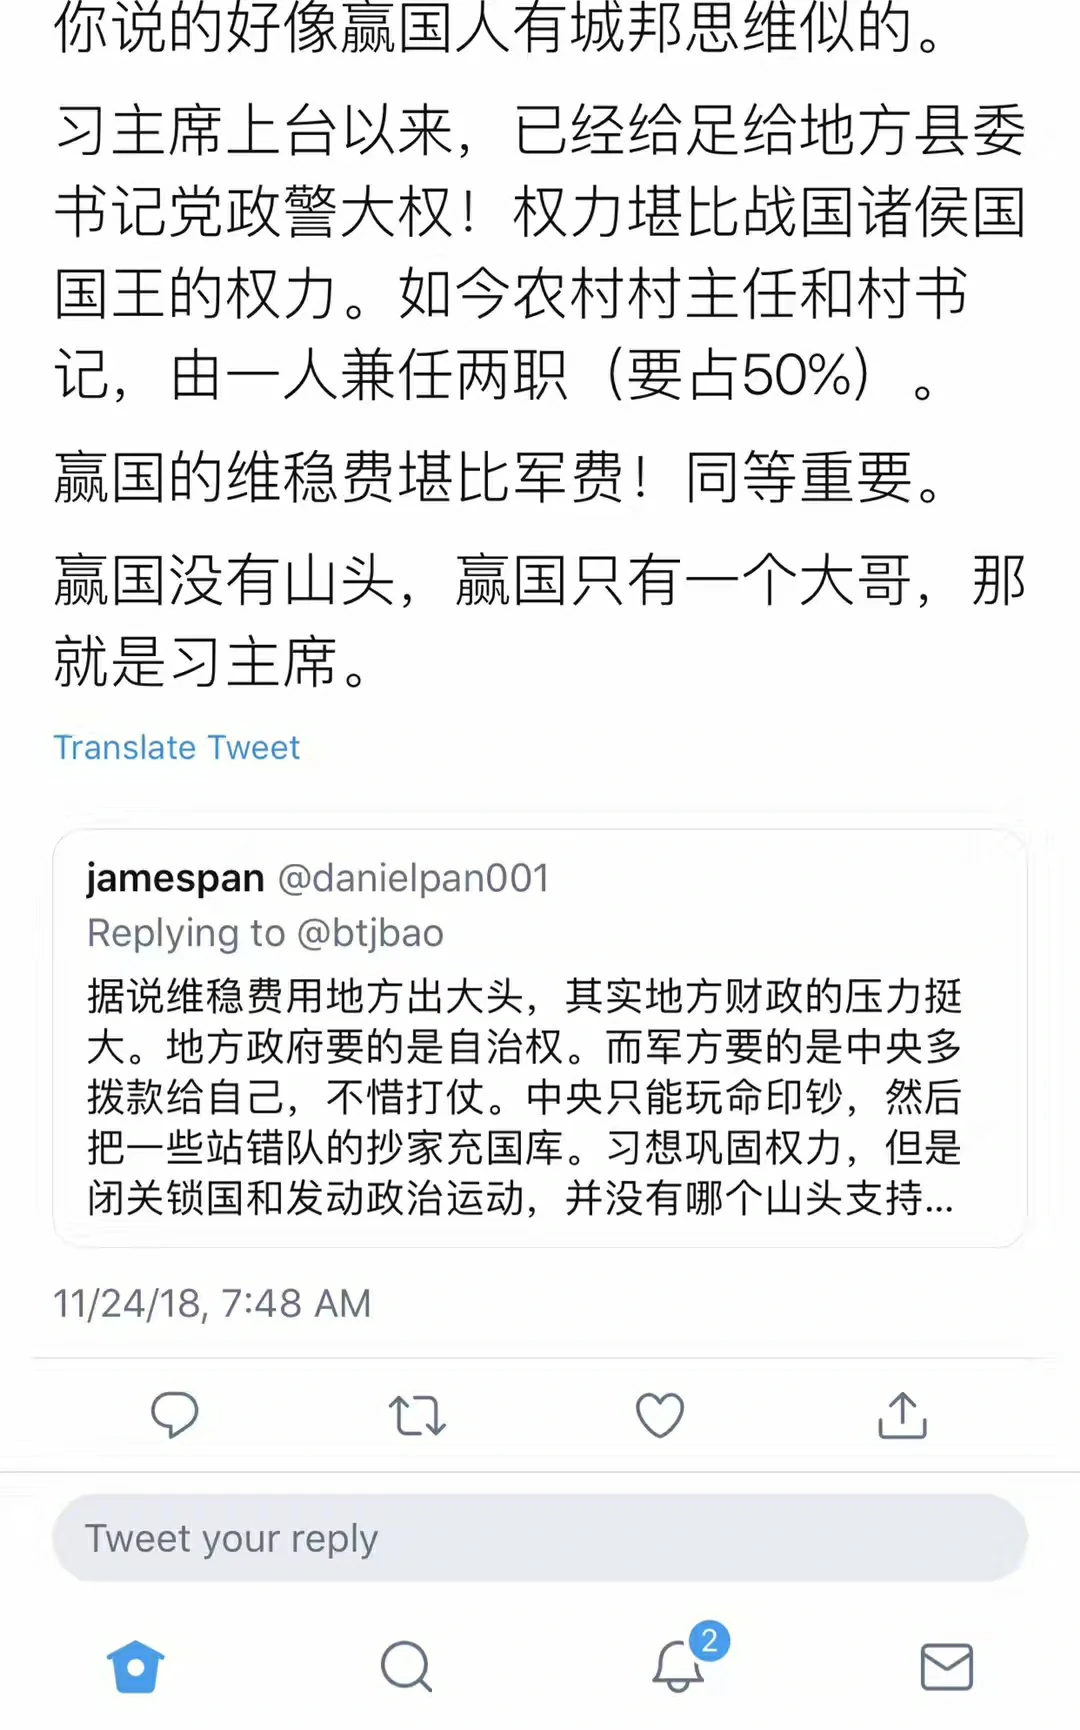 你说的好像赢国人有城邦思维似的。
习主席上台以来，已经给足给地方县委
书记党政警大权！权力堪比战国诸侯国
国王的权力。如今农村村主任和村书
记，由一人兼任两职（要占50%）。
赢国的维稳费堪比军费！同等重要。
赢国没有山头，赢国只有一个大哥，那
就是习主席。
Translate Tweet
jamespan @danielpan001
Replying to @btjbao
据说维稳费用地方出大头，其实地方财政的压力挺
大。地方政府要的是自治权。而军方要的是中央多
拨款给自己，不惜打仗。中央只能玩命印钞，然后
把一些站错队的抄家充国库。习想巩固权力，但是
闭关锁国和发动政治运动，并没有哪个山头支持...
11/24/18, 7:48 AM
Tweet your reply
2